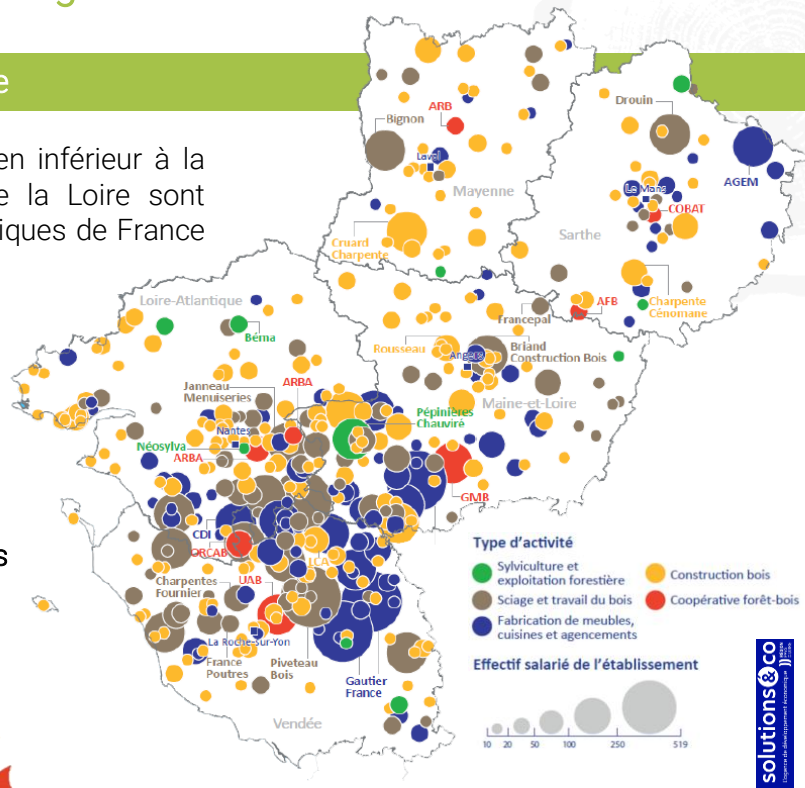 e
en inférieur à la
e la Loire sont
iques de France
s
ARB
Bignon
Laval
Mayenne
Cruard
Charpente
Drouin
AGEM
Le Mans
COBAT
Sarthe
AFB
Charpente
Cénomane
Loire-Atlantique
Béma
Francepal
Rousseau
Angers
Briand
Construction Bois
Maine-et-Loire
Janneau
Menuiseries
ARBA
Pépinières
Chauviré
Nantes
Néosylva
ARBA
GMB
CDI
ORCAB
LCA
Charpentes
Fournier
UAB
La Roche-sur-Yon
France
Poutres
Piveteau
Bois
Gautier
France
Vendée
Type d'activité
Sylviculture et
exploitation forestière
Sciage et travail du bois
Fabrication de meubles,
cuisines et agencements
Construction bois
Coopérative forêt-bois
Effectif salarié de l'établissement
10 20 50 100 250 519
solutions&co
l'agence de développement économique